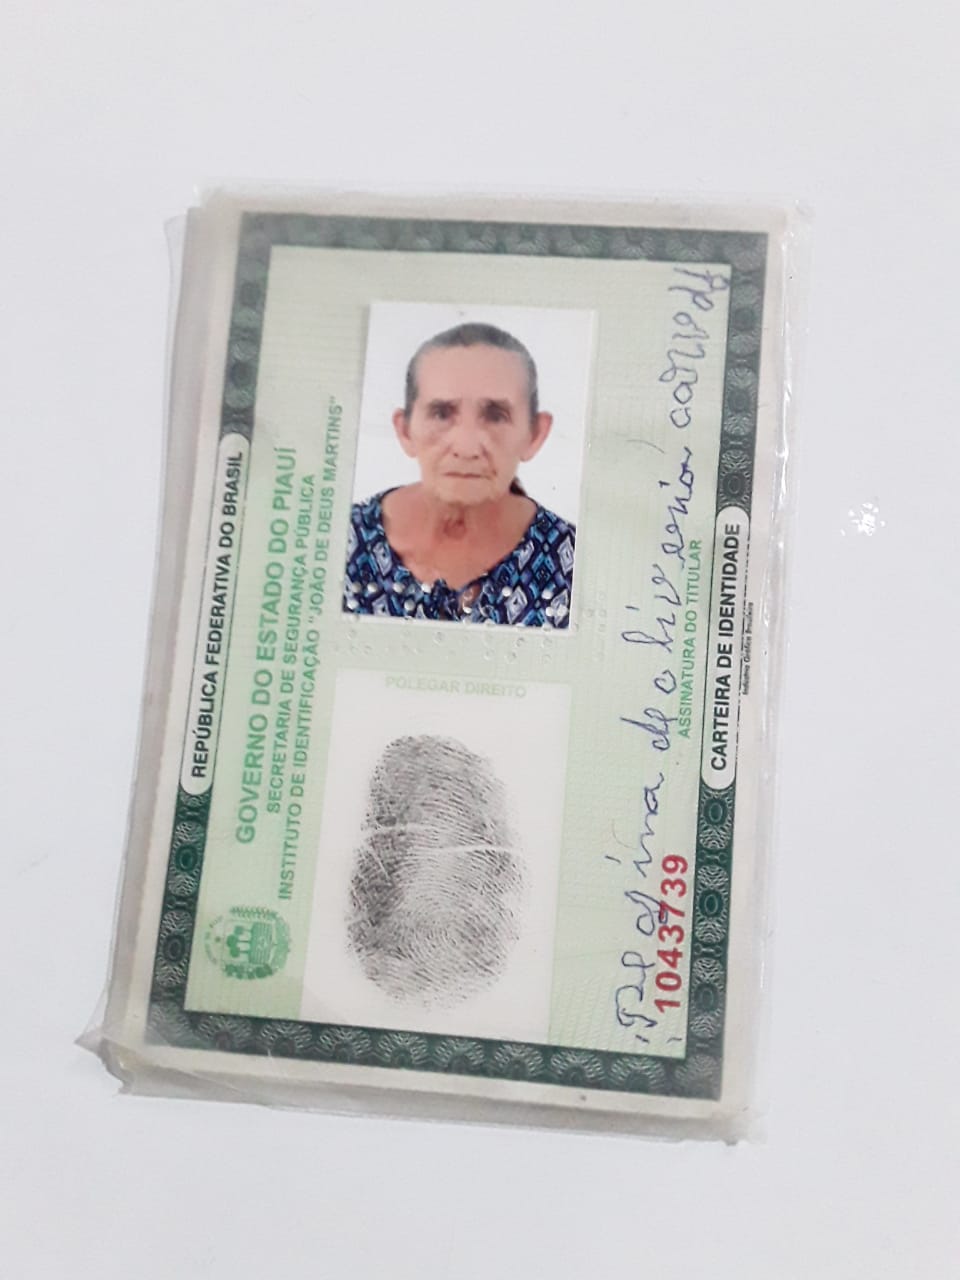 REPÚBLICA FEDERATIVA DO BRASIL
GOVERNO DO ESTADO DO PIAUÍ
SECRETARIA DE SEGURANÇA PÚBLICA
INSTITUTO DE IDENTIFICAÇÃO "JOÃO DE DEUS MARTINS"
POLEGAR DIREITO
de
1043739
ASSINATURA DO TITULAR
CARTEIRA DE IDENTIDADE